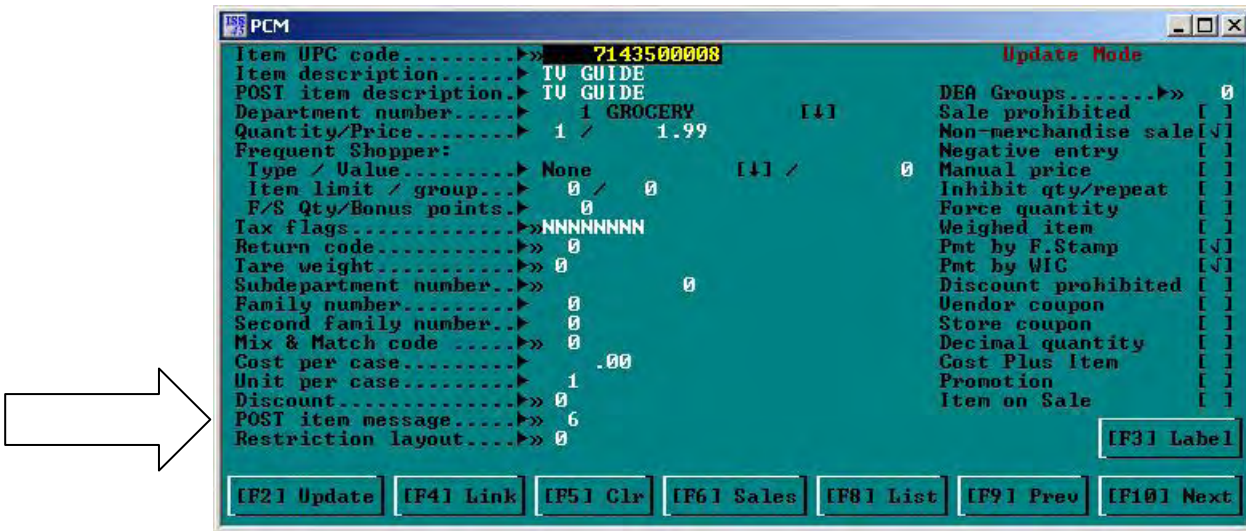 ISS 45 PCM
Item UPC code.........►» 7143500008 Update Mode
Item description......► TV GUIDE
POST item description.► TV GUIDE DEA Groups.......►» 0
Department number.....► 1 GROCERY [↓] Sale prohibited [ ]
Quantity/Price........► 1 / 1.99 Non-merchandise sale[√]
Frequent Shopper: Negative entry [ ]
Type / Value.........► None [↓] / 0 Manual price [ ]
Item limit / group...► 0 / 0 Inhibit qty/repeat [ ]
F/S Qty/Bonus points.► 0 Force quantity [ ]
Tax flags.............►»NNNNNNNN Weighed item [ ]
Return code...........►» 0 Pmt by F.Stamp [√]
Tare weight...........►» 0 Pmt by WIC [√]
Subdepartment number..►» 0 Discount prohibited [ ]
Family number.........► 0 Vendor coupon [ ]
Second family number..► 0 Store coupon [ ]
Mix & Match code .....►» 0 Decimal quantity [ ]
Cost per case.........► .00 Cost Plus Item [ ]
Unit per case.........► 1 Promotion [ ]
Discount..............►» 0 Item on Sale [ ]
POST item message.....►» 6
Restriction layout....►» 0 [F3] Label
[F2] Update [F4] Link [F5] Clr [F6] Sales [F8] List [F9] Prev [F10] Next